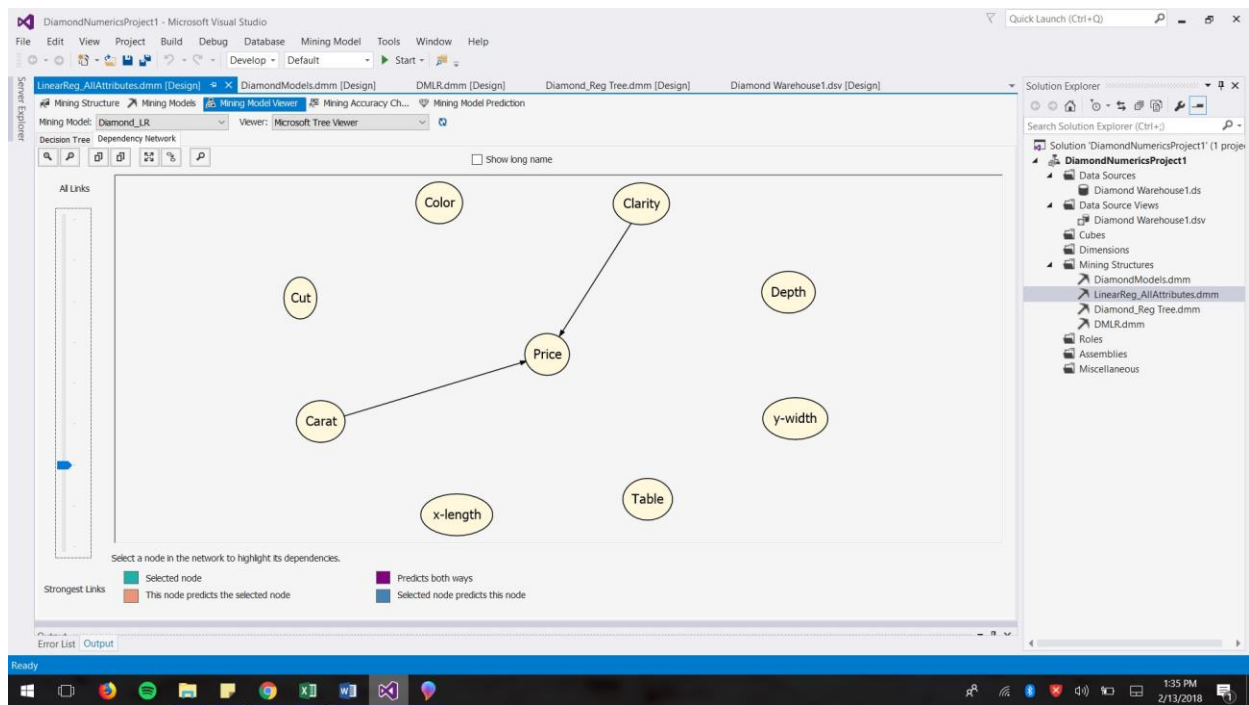 DiamondNumericsProject1 - Microsoft Visual Studio
Quick Launch (Ctrl+Q)
File Edit View Project Build Debug Database Mining Model Tools Window Help
Develop Default Start
LinearReg_AllAttributes.dmm [Design] DiamondModels.dmm [Design] DMLR.dmm [Design] Diamond_Reg Tree.dmm [Design] Diamond Warehouse1.dsv [Design]
Mining Structure Mining Models Mining Model Viewer Mining Accuracy Ch... Mining Model Prediction
Mining Model: Diamond_LR Viewer: Microsoft Tree Viewer
Decision Tree Dependency Network
Show long name
Server Explorer
All Links
Color
Clarity
Cut
Depth
Price
Carat
y-width
x-length
Table
Select a node in the network to highlight its dependencies.
Strongest Links
Selected node
Predicts both ways
This node predicts the selected node
Selected node predicts this node
Error List Output
Ready
Solution Explorer
Search Solution Explorer (Ctrl+;)
Solution 'DiamondNumericsProject1' (1 proje
DiamondNumericsProject1
Data Sources
Diamond Warehouse1.ds
Data Source Views
Diamond Warehouse1.dsv
Cubes
Dimensions
Mining Structures
DiamondModels.dmm
LinearReg_AllAttributes.dmm
Diamond_Reg Tree.dmm
DMLR.dmm
Roles
Assemblies
Miscellaneous
1:35 PM
2/13/2018